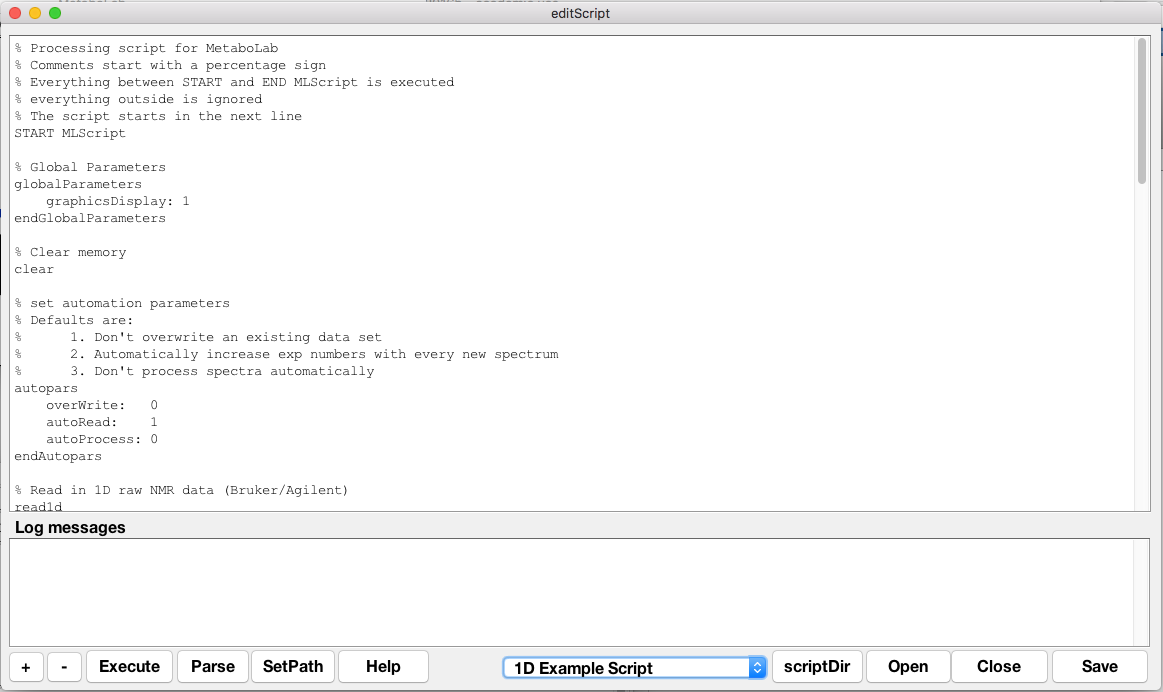 editScript
% Processing script for MetaboLab
% Comments start with a percentage sign
% Everything between START and END MLScript is executed
% everything outside is ignored
% The script starts in the next line
START MLScript
% Global Parameters
globalParameters
    graphicsDisplay: 1
endGlobalParameters
% Clear memory
clear
% set automation parameters
% Defaults are:
%      1. Don't overwrite an existing data set
%      2. Automatically increase exp numbers with every new spectrum
%      3. Don't process spectra automatically
autopars
    overWrite:   0
    autoRead:    1
    autoProcess: 0
endAutopars
% Read in 1D raw NMR data (Bruker/Agilent)
read1d
Log messages
+ - Execute Parse SetPath Help 1D Example Script scriptDir Open Close Save